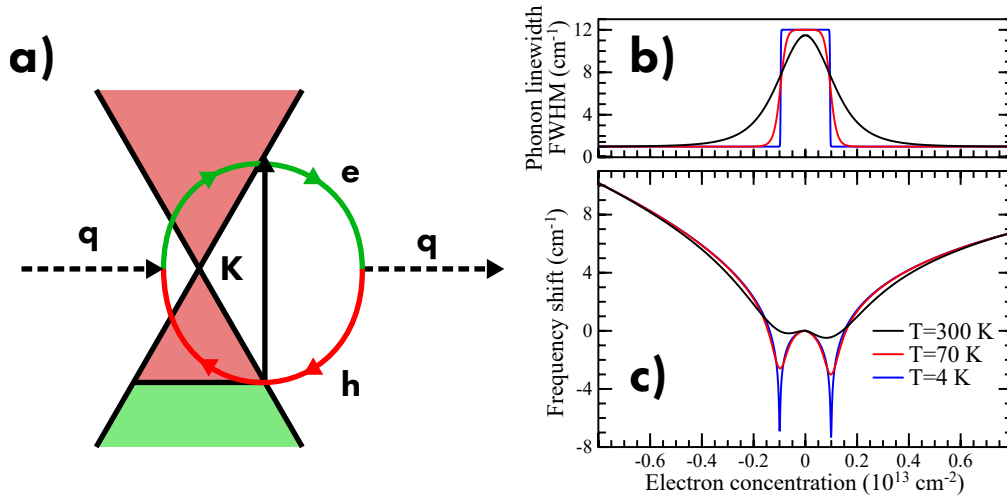 a)
q
K
e
h
q
b)
Phonon linewidth
FWHM (cm⁻¹)
12
8
4
0
c)
Frequency shift (cm⁻¹)
8
4
0
-4
-8
T=300 K
T=70 K
T=4 K
-0.6 -0.4 -0.2 0 0.2 0.4 0.6
Electron concentration (10¹³ cm⁻²)